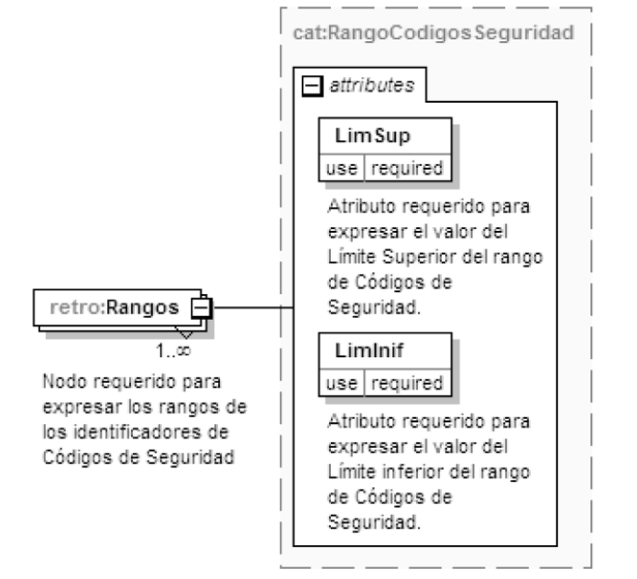 cat:RangoCodigosSeguridad
attributes
LimSup
use required
Atributo requerido para
expresar el valor del
Límite Superior del rango
de Códigos de
Seguridad.
retro:Rangos
1..∞
Nodo requerido para
expresar los rangos de
los identificadores de
Códigos de Seguridad
LimInif
use required
Atributo requerido para
expresar el valor del
Límite inferior del rango
de Códigos de
Seguridad.